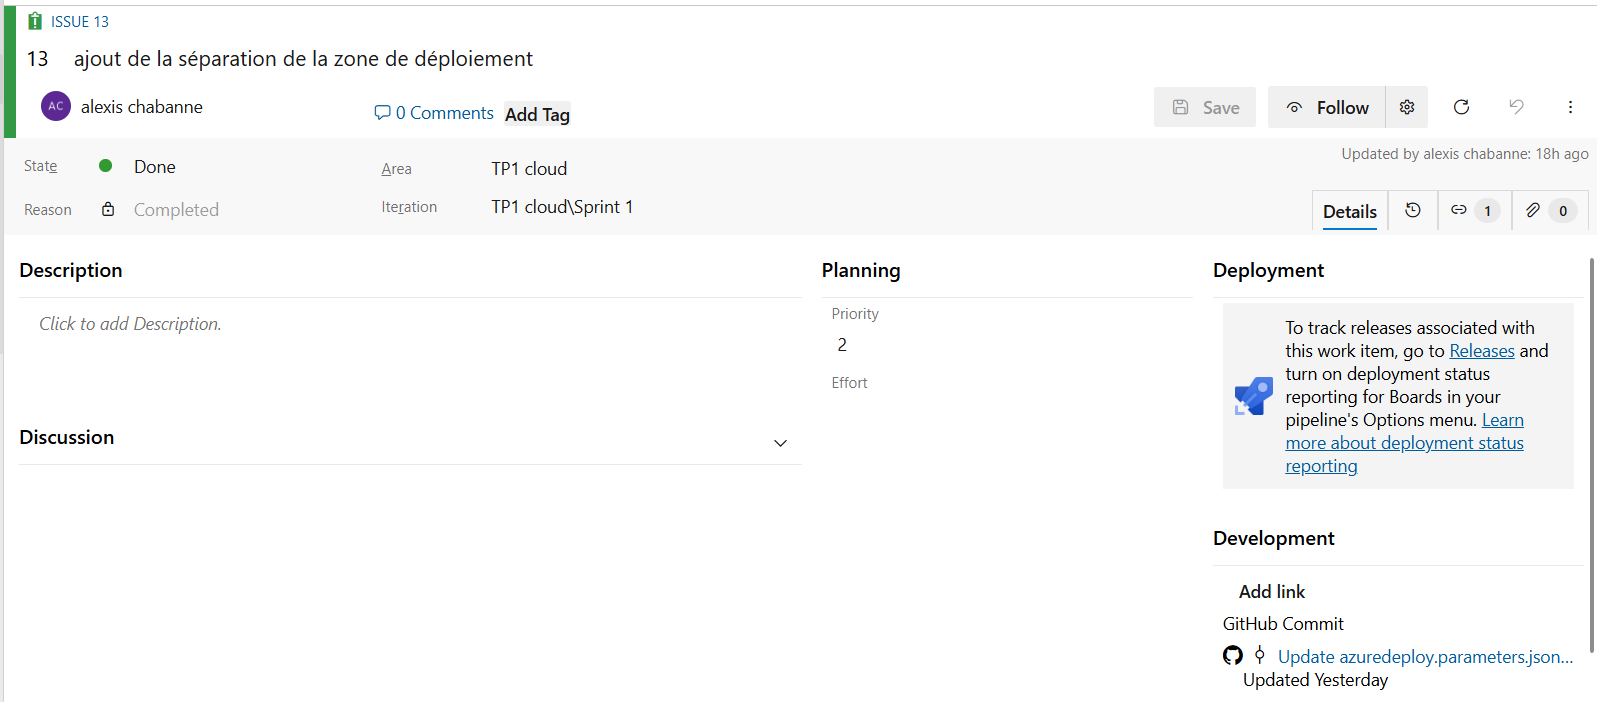 ISSUE 13
13 ajout de la séparation de la zone de déploiement
AC alexis chabanne
0 Comments
Add Tag
Save
Follow
State
Done
Area
TP1 cloud
Updated by alexis chabanne: 18h ago
Reason
Completed
Iteration
TP1 cloud\Sprint 1
Details
1
0
Description
Click to add Description.
Discussion
Planning
Priority
2
Effort
Deployment
To track releases associated with
this work item, go to Releases and
turn on deployment status
reporting for Boards in your
pipeline's Options menu. Learn
more about deployment status
reporting
Development
Add link
GitHub Commit
Update azuredeploy.parameters.json...
Updated Yesterday